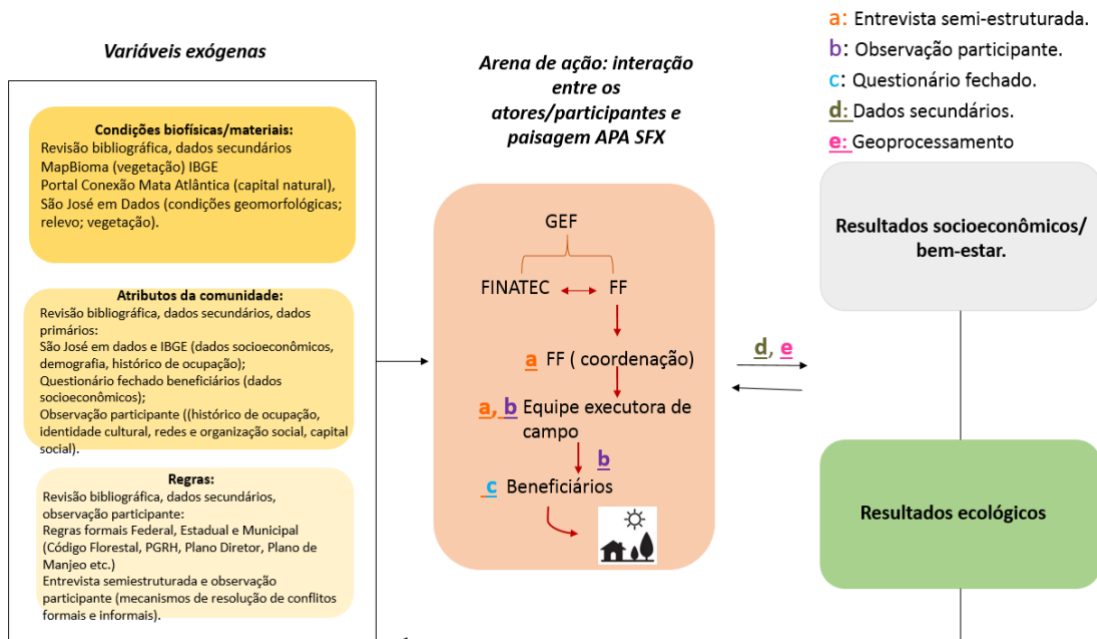 Variáveis exógenas
Condições biofísicas/materiais:
Revisão bibliográfica, dados secundários
MapBioma (vegetação) IBGE
Portal Conexão Mata Atlântica (capital natural),
São José em Dados (condições geomorfológicas;
relevo; vegetação).
Atributos da comunidade:
Revisão bibliográfica, dados secundários, dados
primários:
São José em dados e IBGE (dados socioeconômicos,
demografia, histórico de ocupação);
Questionário fechado beneficiários (dados
socioeconômicos);
Observação participante ((histórico de ocupação,
identidade cultural, redes e organização social, capital
social).
Regras:
Revisão bibliográfica, dados secundários,
observação participante:
Regras formais Federal, Estadual e Municipal
(Código Florestal, PGRH, Plano Diretor, Plano de
Manjeo etc.)
Entrevista semiestruturada e observação
participante (mecanismos de resolução de conflitos
formais e informais).
Arena de ação: interação
entre os
atores/participantes e
paisagem APA SFX
GEF
FINATEC FF
a FF ( coordenação)
a, b Equipe executora de
campo
b
c Beneficiários
d, e
a: Entrevista semi-estruturada.
b: Observação participante.
c: Questionário fechado.
d: Dados secundários.
e: Geoprocessamento
Resultados socioeconômicos/
bem-estar.
Resultados ecológicos